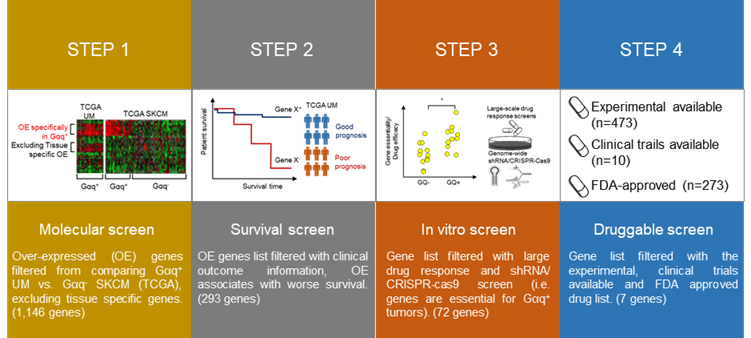 STEP 1
STEP 2
STEP 3
STEP 4
TCGA
UM
TCGA SKCM
OE specifically
in Gαq⁺
Excluding Tissue
specific OE
Gαq⁺
Gαq⁺
Gαq⁻
Patient survival
Survival time
Gene X⁺
Gene X⁻
TCGA UM
Good
prognosis
Poor
prognosis
Gene essentiality/
Drug efficacy
*
GQ-
GQ+
Large-scale drug
response screens
Genome-wide
shRNA/CRISPR-Cas9
Experimental available
(n=473)
Clinical trails available
(n=10)
FDA-approved (n=273)
Molecular screen
Over-expressed (OE) genes
filtered from comparing Gαq⁺
UM vs. Gαq⁻ SKCM (TCGA),
excluding tissue specific genes.
(1,146 genes)
Survival screen
OE genes list filtered with clinical
outcome information, OE
associates with worse survival.
(293 genes)
In vitro screen
Gene list filtered with large
drug response and shRNA/
CRISPR-cas9 screen (i.e.
genes are essential for Gαq⁺
tumors). (72 genes)
Druggable screen
Gene list filtered with the
experimental, clinical trials
available and FDA approved
drug list. (7 genes)